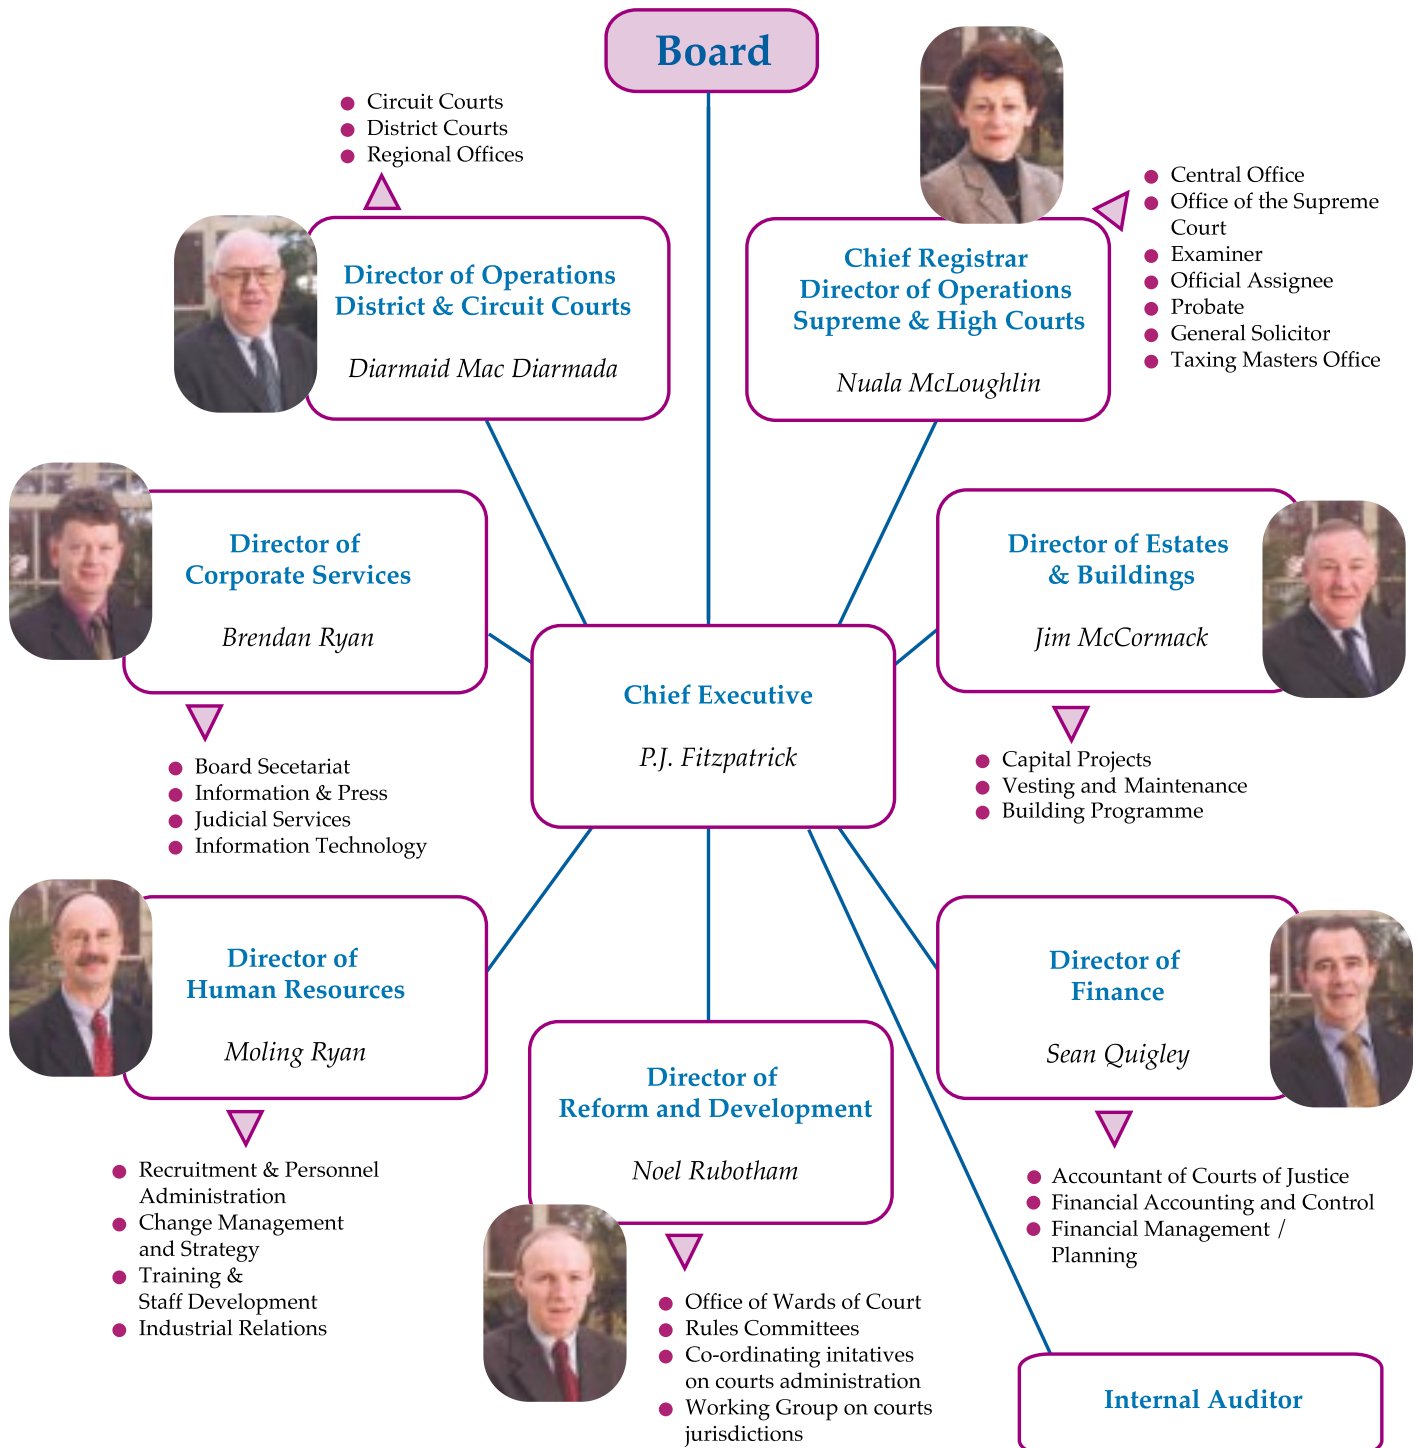 Board
Circuit Courts
District Courts
Regional Offices
Director of Operations
District & Circuit Courts
Diarmaid Mac Diarmada
Chief Registrar
Director of Operations
Supreme & High Courts
Nuala McLoughlin
Central Office
Office of the Supreme
Court
Examiner
Official Assignee
Probate
General Solicitor
Taxing Masters Office
Director of
Corporate Services
Brendan Ryan
Board Secetariat
Information & Press
Judicial Services
Information Technology
Chief Executive
P.J. Fitzpatrick
Director of Estates
& Buildings
Jim McCormack
Capital Projects
Vesting and Maintenance
Building Programme
Director of
Human Resources
Moling Ryan
Recruitment & Personnel
Administration
Change Management
and Strategy
Training &
Staff Development
Industrial Relations
Director of
Reform and Development
Noel Rubotham
Office of Wards of Court
Rules Committees
Co-ordinating initatives
on courts administration
Working Group on courts
jurisdictions
Director of
Finance
Sean Quigley
Accountant of Courts of Justice
Financial Accounting and Control
Financial Management /
Planning
Internal Auditor